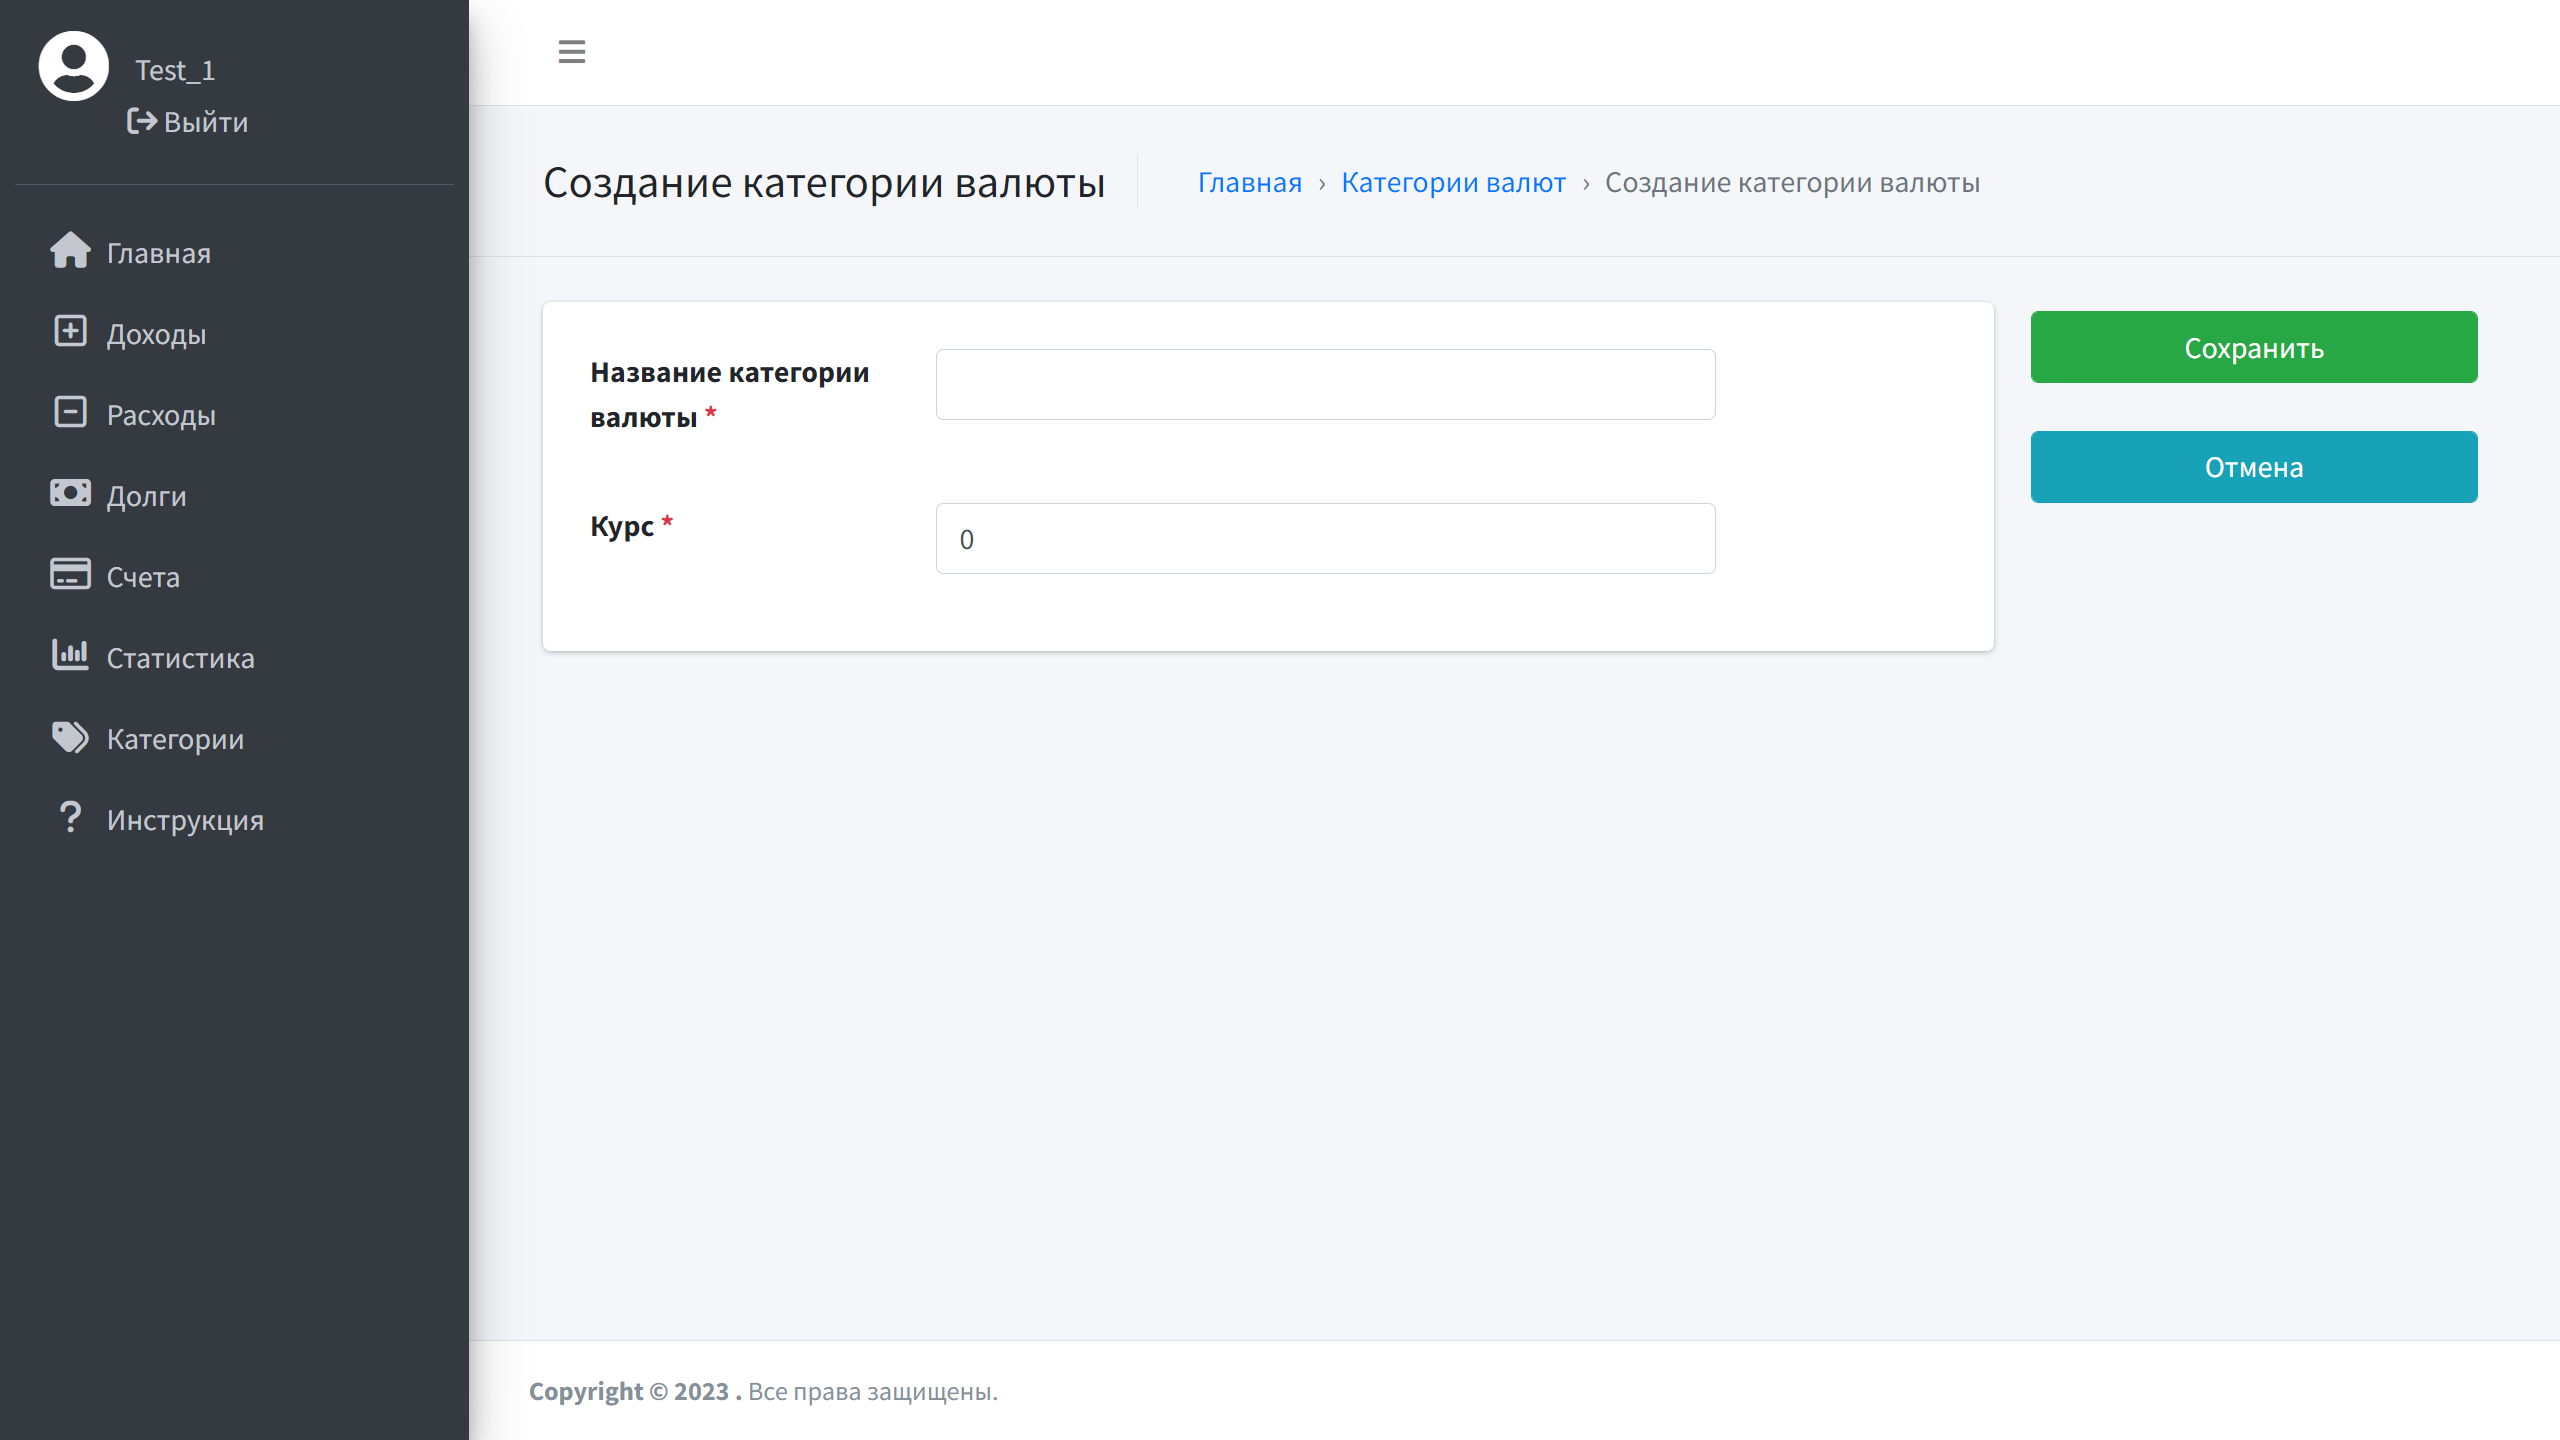 Test_1
Выйти
Главная
Доходы
Расходы
Долги
Счета
Статистика
Категории
Инструкция
Создание категории валюты
Главная › Категории валют › Создание категории валюты
Название категории
валюты *
Курс *
0
Сохранить
Отмена
Copyright © 2023 . Все права защищены.